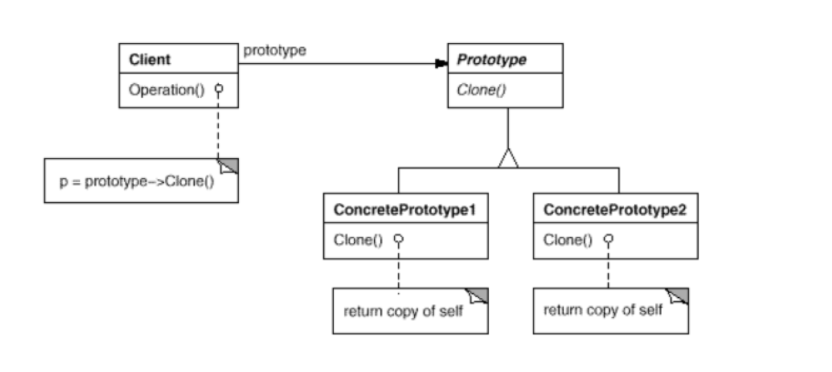 Client
prototype
Prototype
Operation()
Clone()
p = prototype–>Clone()
ConcretePrototype1
ConcretePrototype2
Clone()
Clone()
return copy of self
return copy of self